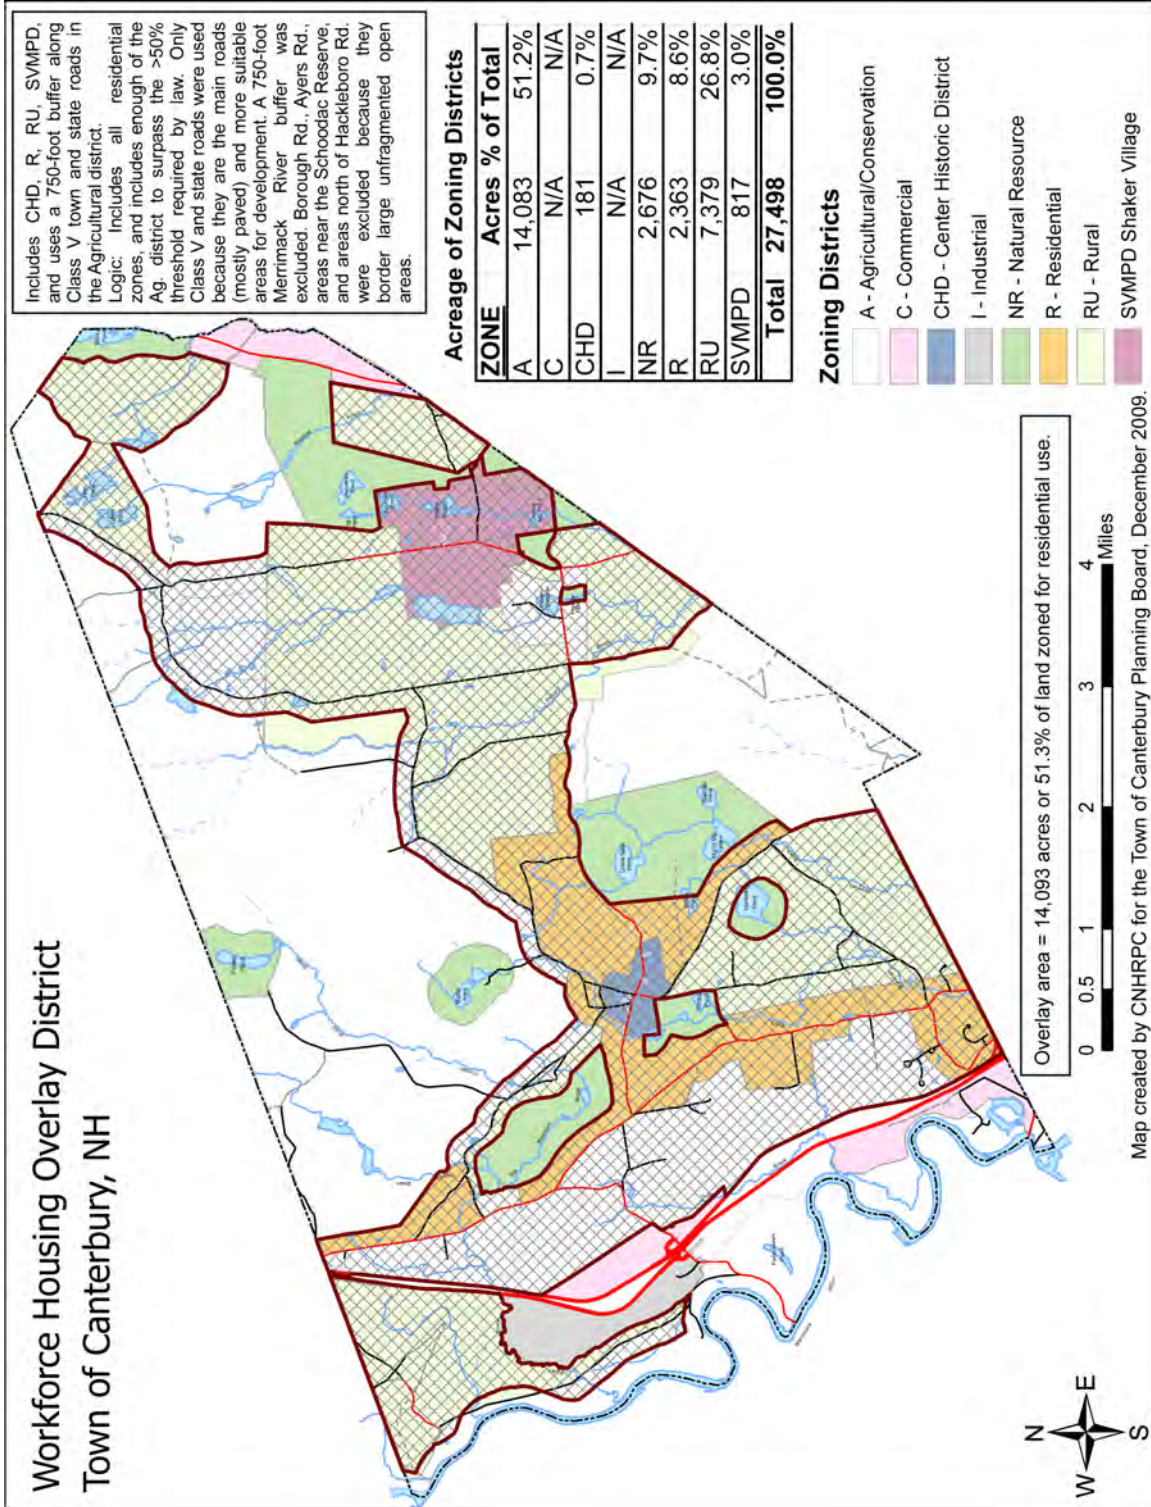 Workforce Housing Overlay District
Town of Canterbury, NH
Includes CHD, R, RU, SVMPD,
and uses a 750-foot buffer along
Class V town and state roads in
the Agricultural district.
Logic: Includes all residential
zones, and includes enough of the
Ag. district to surpass the >50%
threshold required by law. Only
Class V and state roads were used
because they are the main roads
(mostly paved) and more suitable
areas for development. A 750-foot
Merrimack River buffer was
excluded. Borough Rd., Ayers Rd.,
areas near the Schoodac Reserve,
and areas north of Hackleboro Rd.
were excluded because they
border large unfragmented open
areas.
Acreage of Zoning Districts
ZONE Acres % of Total
A 14,083 51.2%
C N/A N/A
CHD 181 0.7%
I N/A N/A
NR 2,676 9.7%
R 2,363 8.6%
RU 7,379 26.8%
SVMPD 817 3.0%
Total 27,498 100.0%
Zoning Districts
A - Agricultural/Conservation
C - Commercial
CHD - Center Historic District
I - Industrial
NR - Natural Resource
R - Residential
RU - Rural
SVMPD Shaker Village
Overlay area = 14,093 acres or 51.3% of land zoned for residential use.
0 0.5 1 2 3 4
Miles
Map created by CNHRPC for the Town of Canterbury Planning Board, December 2009.
N
W E
S